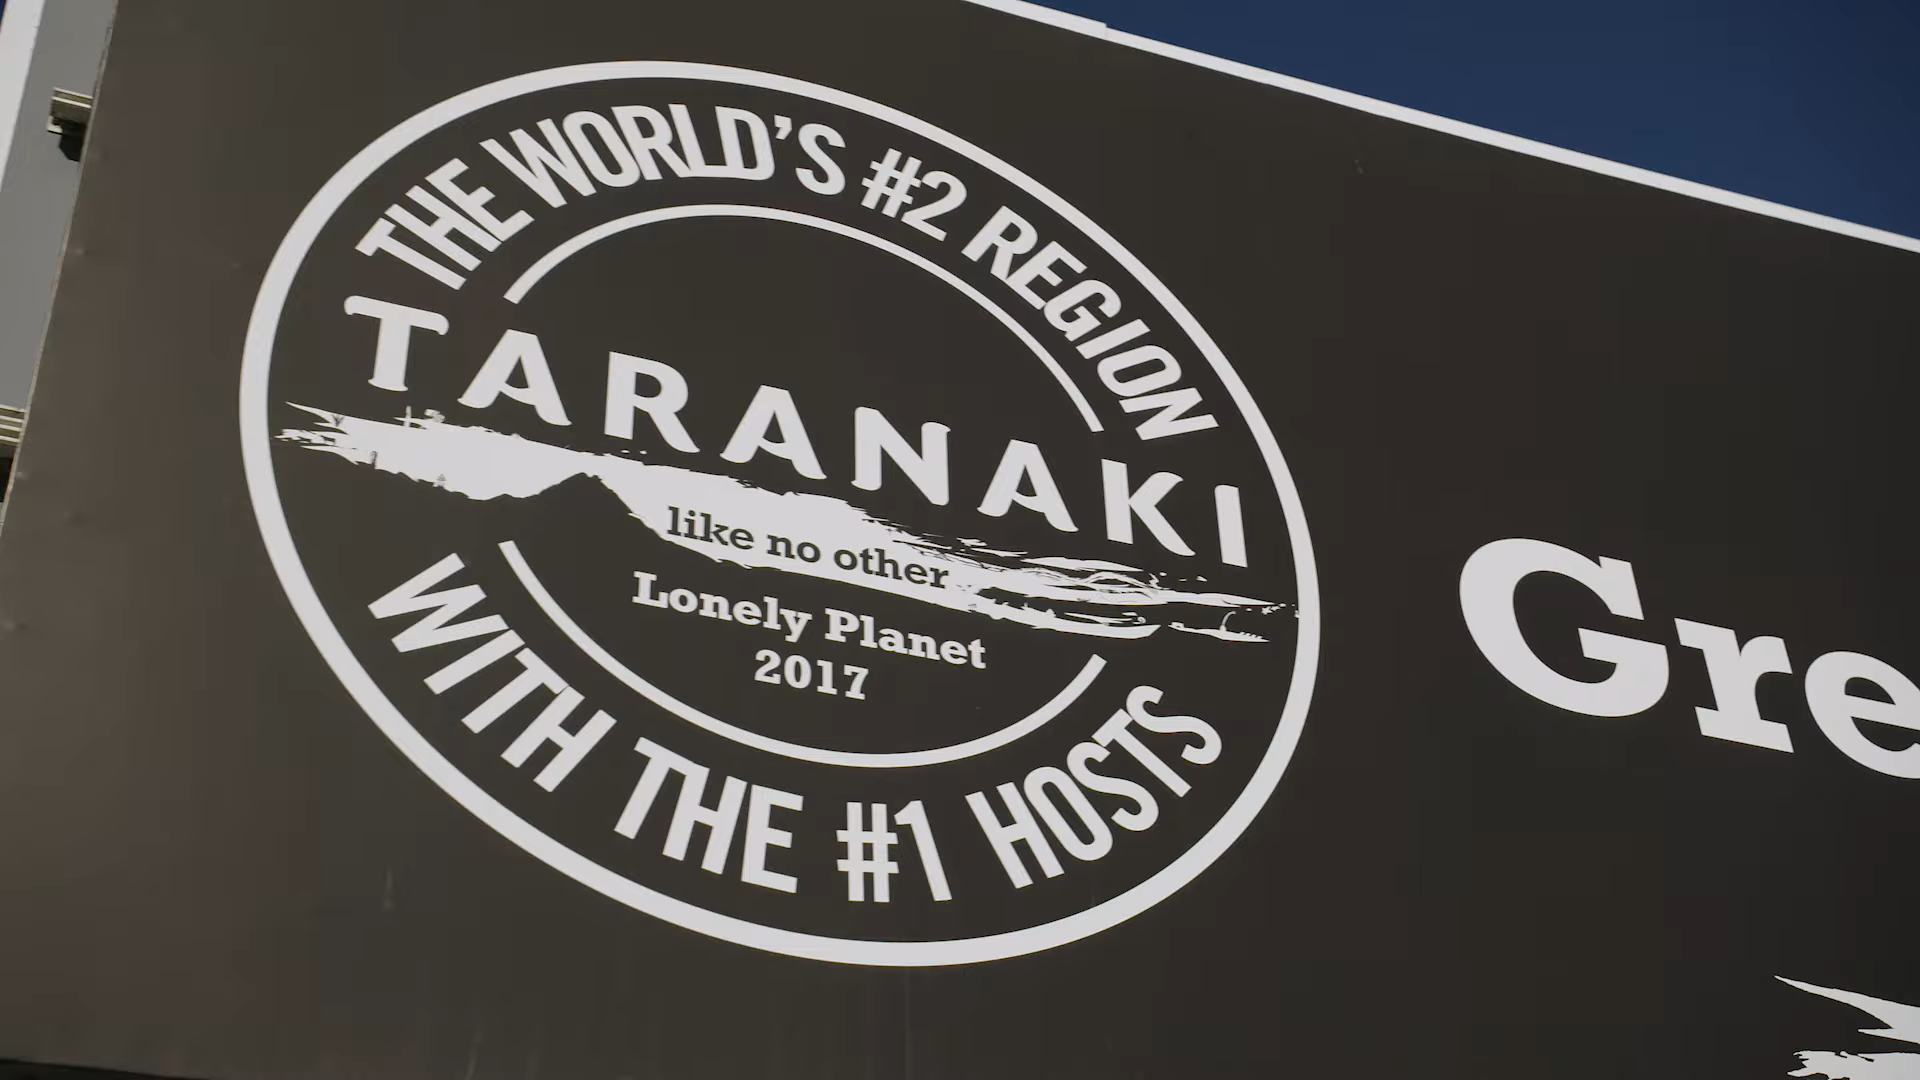 THE WORLD'S #2 REGION
TARANAKI
like no other
Lonely Planet
2017
WITH THE #1 HOSTS
Gre